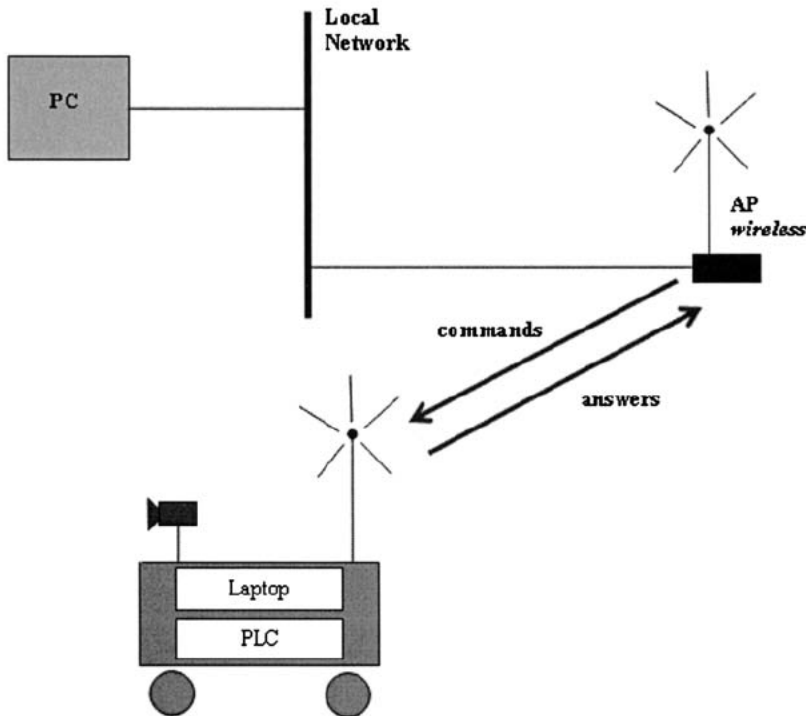 Local
Network
PC
AP
wireless
commands
answers
Laptop
PLC